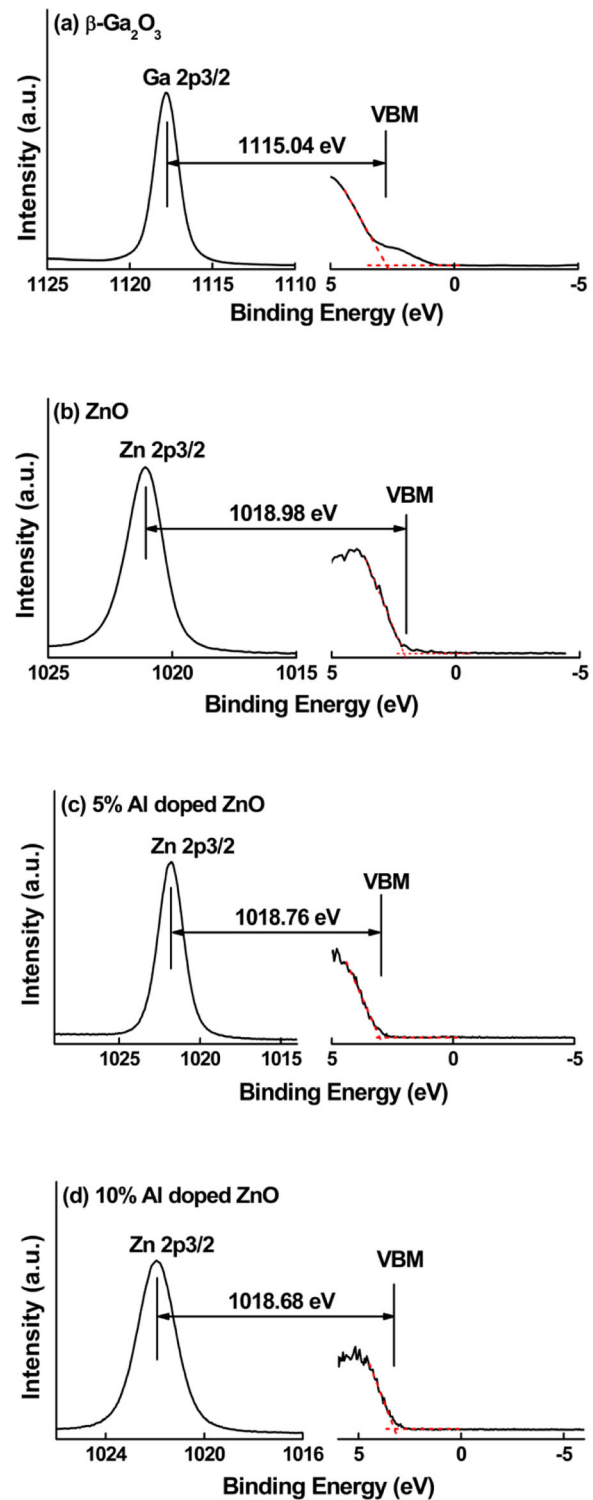 (a) β-Ga2O3
Ga 2p3/2
VBM
1115.04 eV
Intensity (a.u.)
1125 1120 1115 1110 5 0 -5
Binding Energy (eV)
(b) ZnO
Zn 2p3/2
VBM
1018.98 eV
Intensity (a.u.)
1025 1020 1015 5 0 -5
Binding Energy (eV)
(c) 5% Al doped ZnO
Zn 2p3/2
VBM
1018.76 eV
Intensity (a.u.)
1025 1020 1015 5 0 -5
Binding Energy (eV)
(d) 10% Al doped ZnO
Zn 2p3/2
VBM
1018.68 eV
Intensity (a.u.)
1024 1020 1016 5 0 -5
Binding Energy (eV)